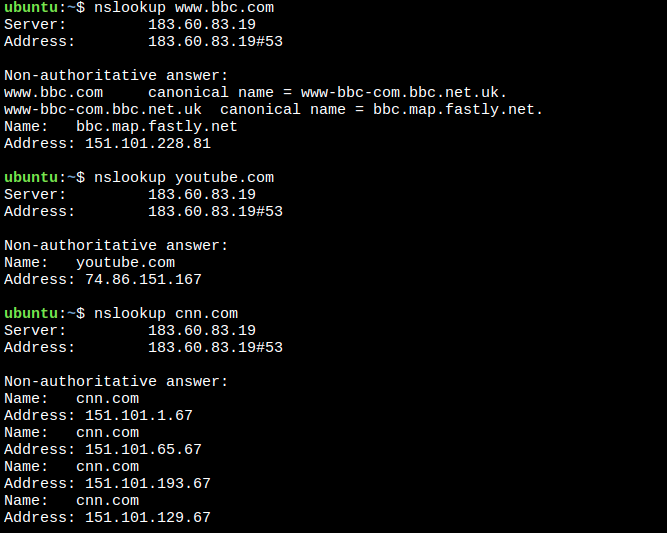 ubuntu:~$ nslookup www.bbc.com
Server:         183.60.83.19
Address:        183.60.83.19#53

Non-authoritative answer:
www.bbc.com     canonical name = www-bbc-com.bbc.net.uk.
www-bbc-com.bbc.net.uk  canonical name = bbc.map.fastly.net.
Name:   bbc.map.fastly.net
Address: 151.101.228.81

ubuntu:~$ nslookup youtube.com
Server:         183.60.83.19
Address:        183.60.83.19#53

Non-authoritative answer:
Name:   youtube.com
Address: 74.86.151.167

ubuntu:~$ nslookup cnn.com
Server:         183.60.83.19
Address:        183.60.83.19#53

Non-authoritative answer:
Name:   cnn.com
Address: 151.101.1.67
Name:   cnn.com
Address: 151.101.65.67
Name:   cnn.com
Address: 151.101.193.67
Name:   cnn.com
Address: 151.101.129.67